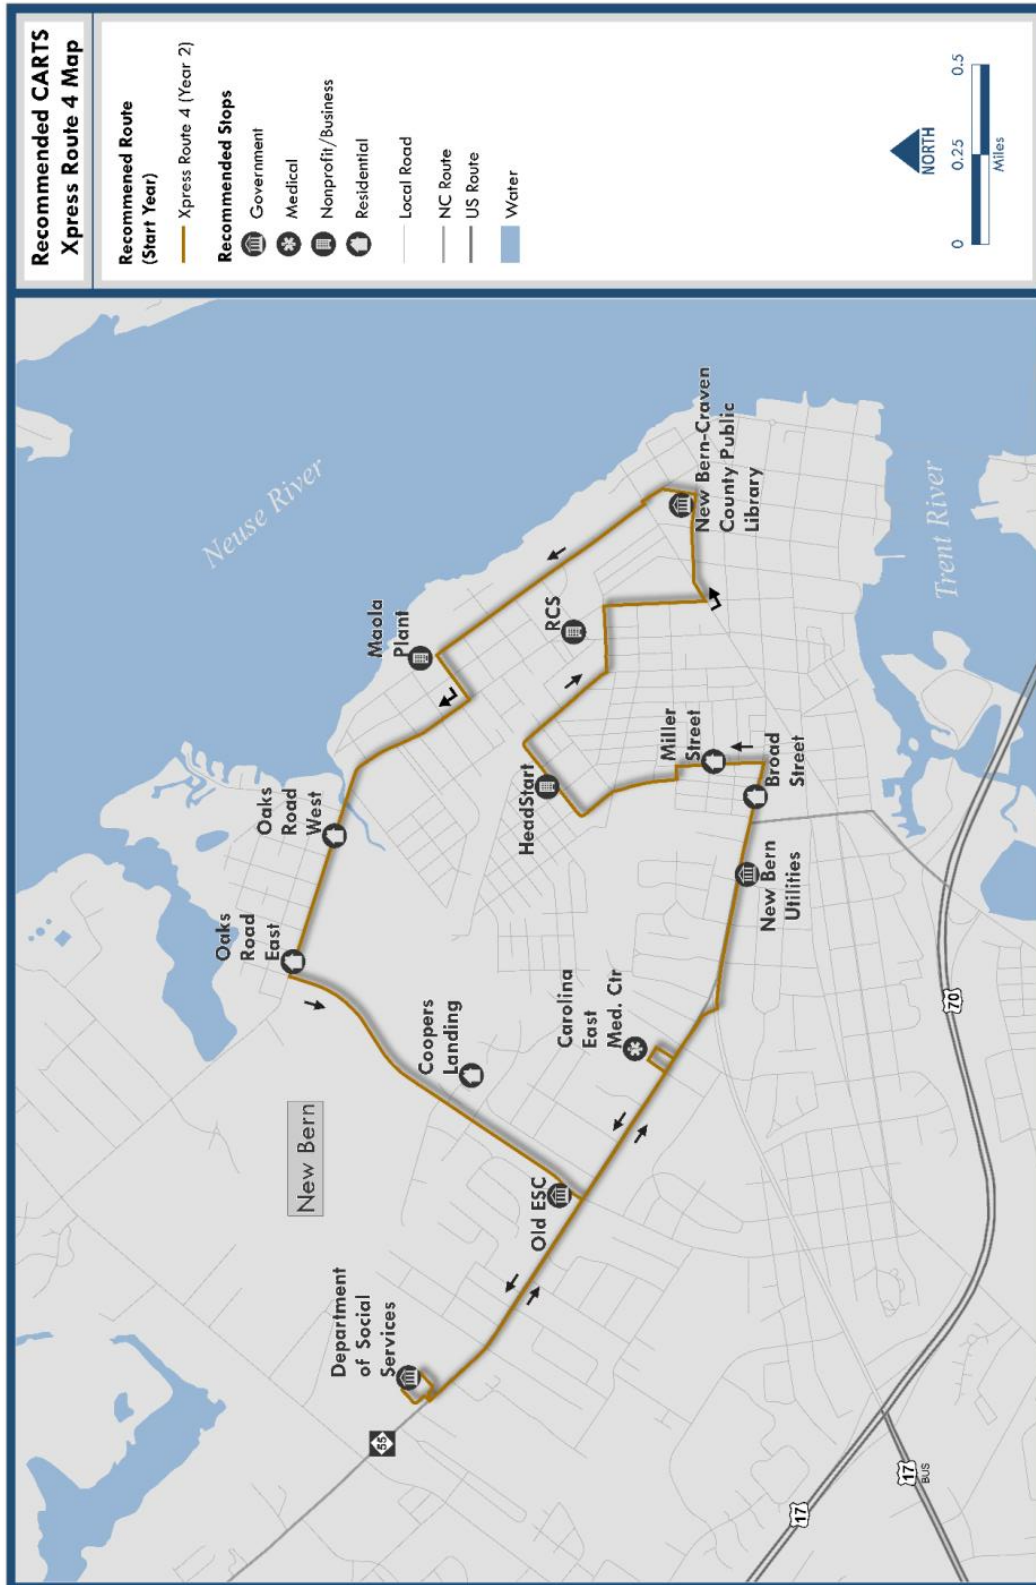 Recommended CARTS
Xpress Route 4 Map
Recommened Route
(Start Year)
Xpress Route 4 (Year 2)
Recommended Stops
Government
Medical
Nonprofit/Business
Residential
Local Road
NC Route
US Route
Water
NORTH
0
0.25
0.5
Miles
Neuse River
Trent River
Maola
Plant
RCS
New Bern-Craven
County Public
Library
Oaks
Road
West
Oaks
Road
East
HeadStart
Miller
Street
Broad
Street
New Bern
Utilities
Carolina
East
Med. Ctr
Coopers
Landing
New Bern
Old ESC
Department
of Social
Services
55
70
17
17
BUS